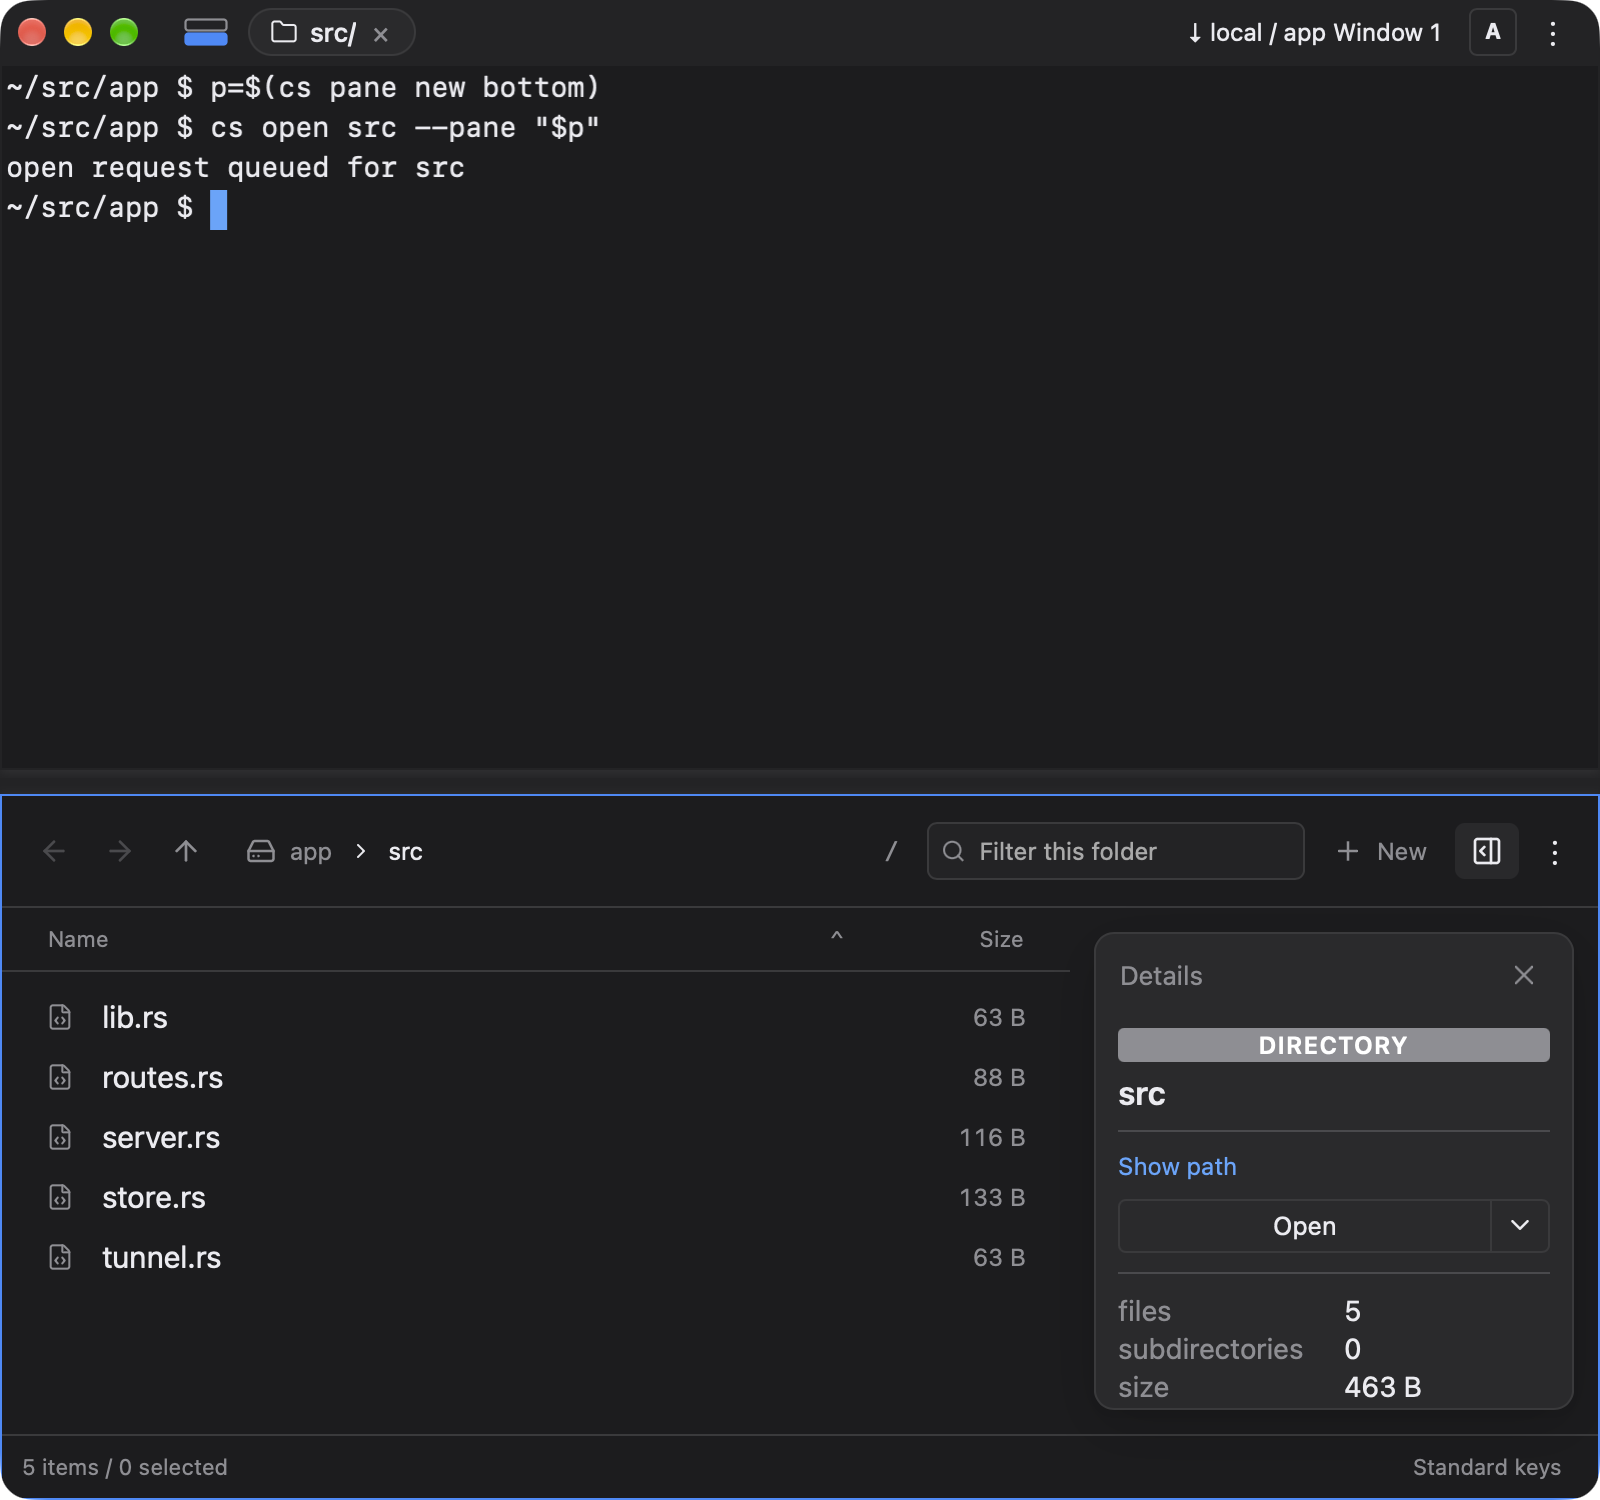 src/ ×
↓ local / app Window 1
A
~/src/app $ p=$(cs pane new bottom)
~/src/app $ cs open src --pane "$p"
open request queued for src
~/src/app $
app > src
/
Filter this folder
+ New
Name ^ Size
lib.rs 63 B
routes.rs 88 B
server.rs 116 B
store.rs 133 B
tunnel.rs 63 B
Details
DIRECTORY
src
Show path
Open
files 5
subdirectories 0
size 463 B
5 items / 0 selected
Standard keys